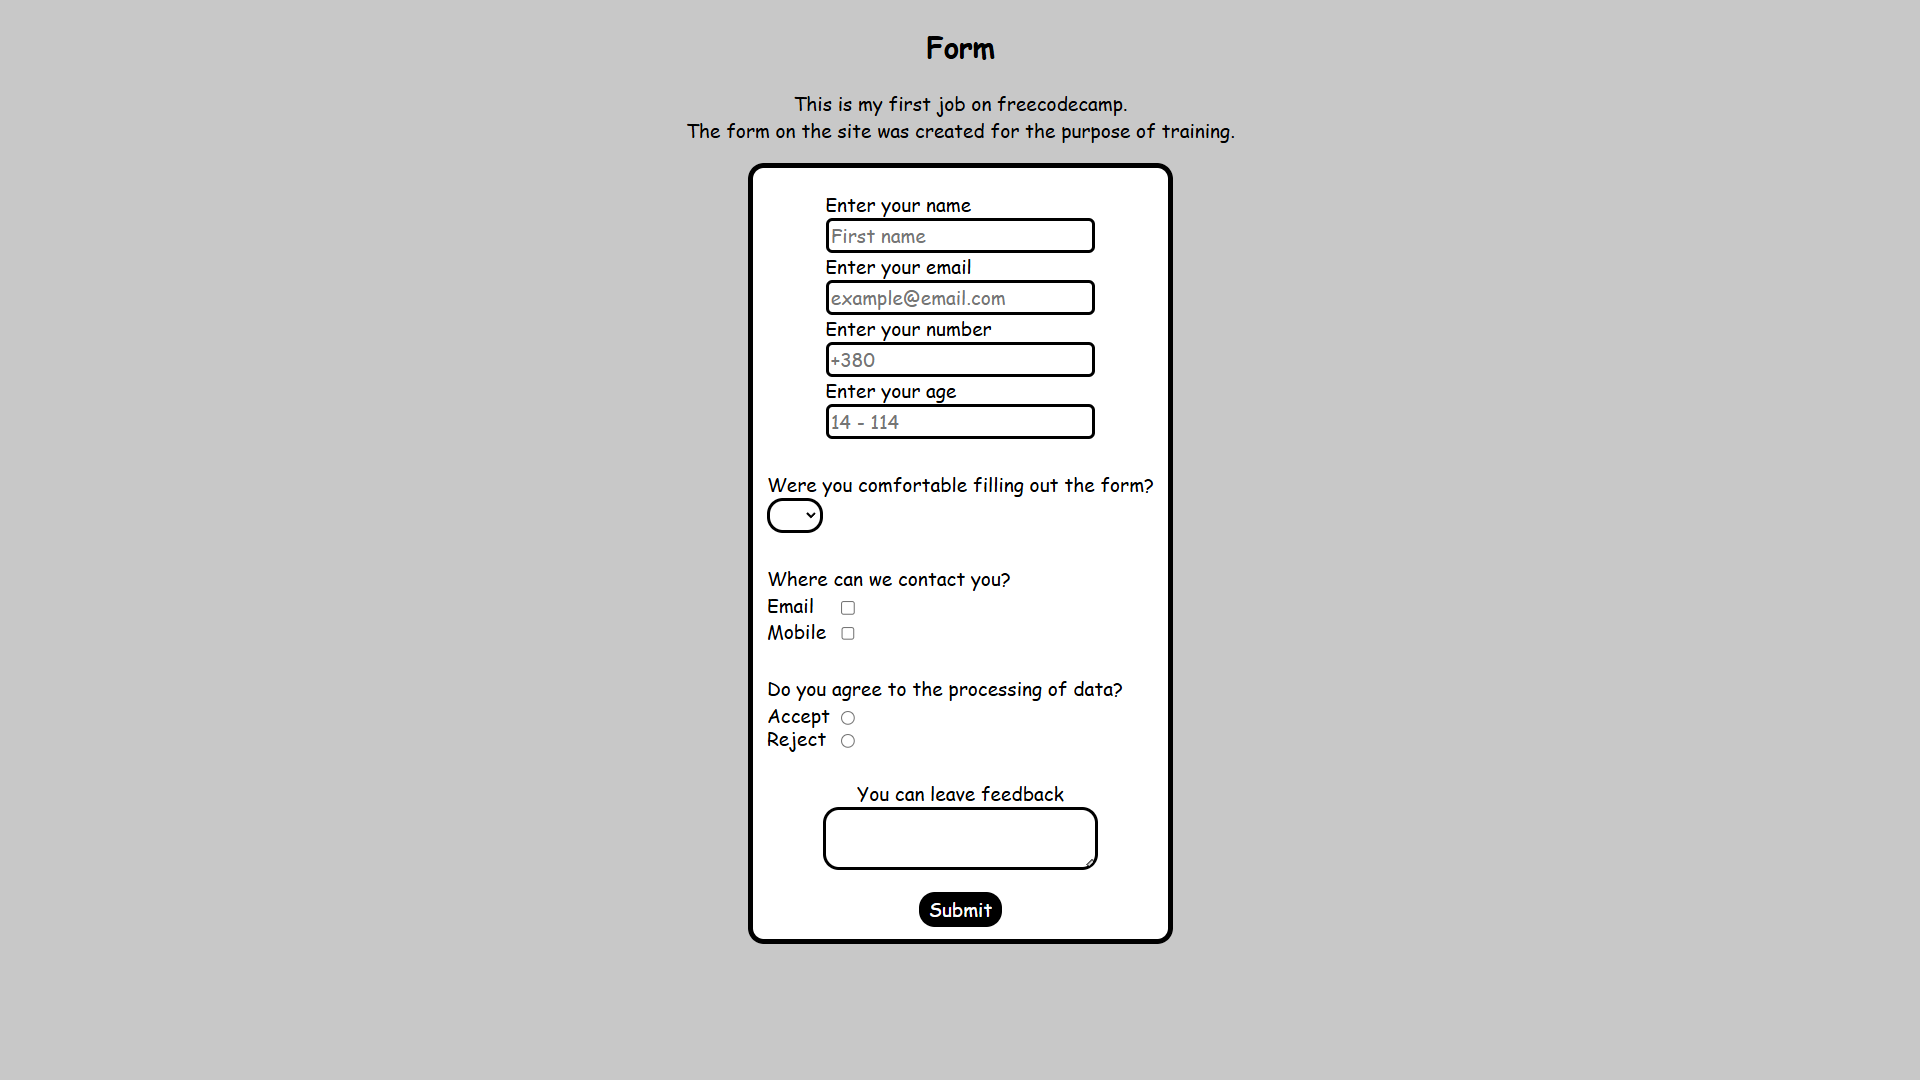 Form
This is my first job on freecodecamp.
The form on the site was created for the purpose of training.
Enter your name
First name
Enter your email
example@email.com
Enter your number
+380
Enter your age
14 - 114
Were you comfortable filling out the form?
Where can we contact you?
Email
Mobile
Do you agree to the processing of data?
Accept
Reject
You can leave feedback
Submit